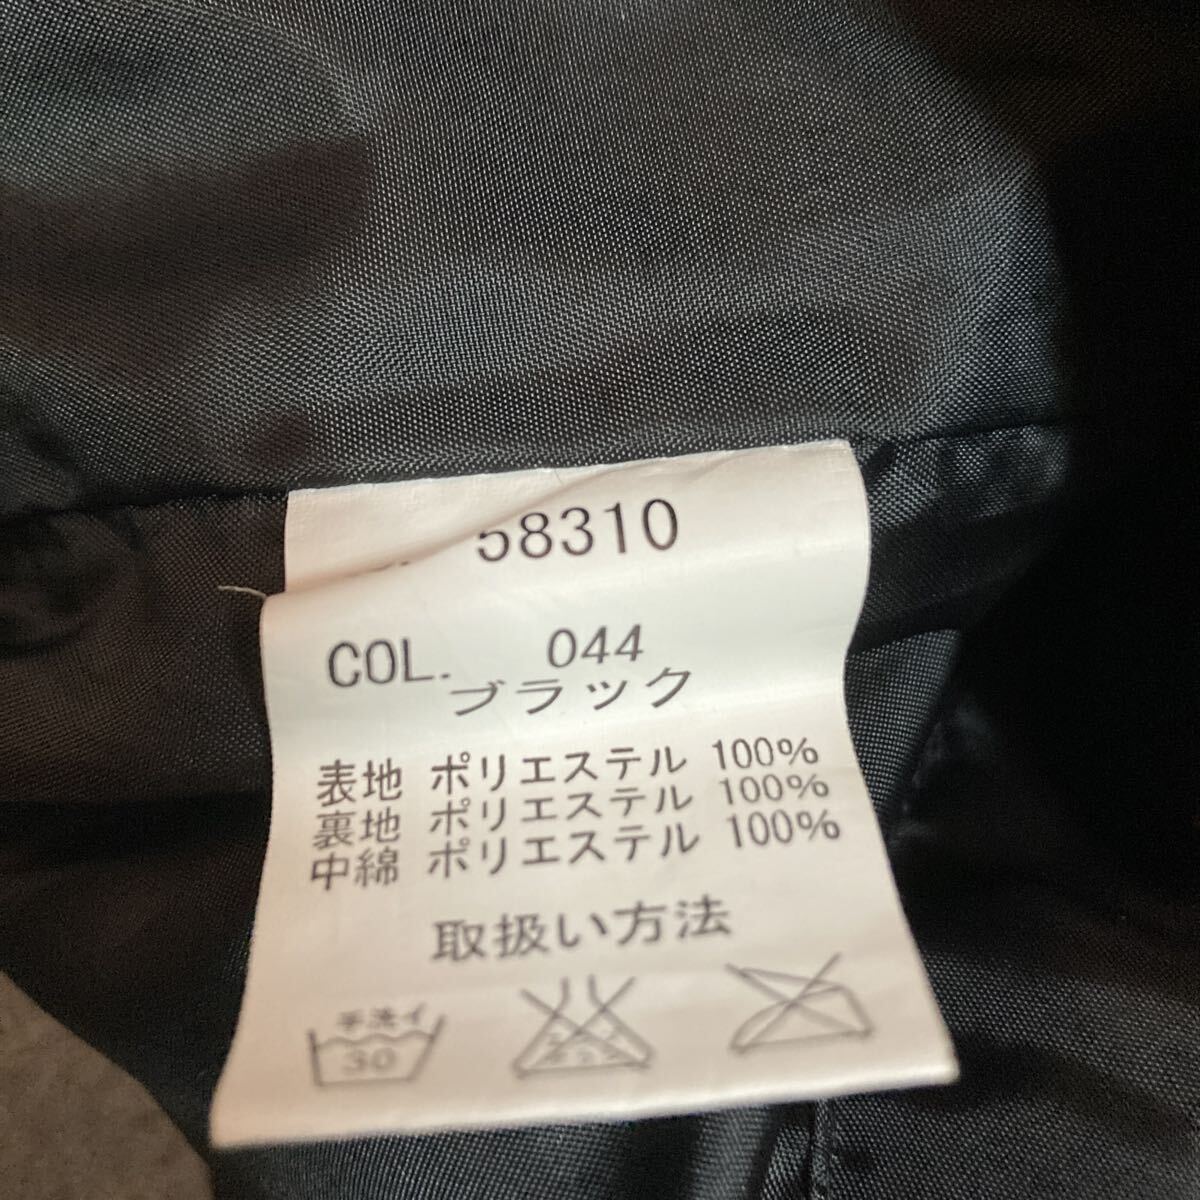 58310
COL. 044
ブラック
表地 ポリエステル 100%
裏地 ポリエステル 100%
中綿 ポリエステル 100%
取扱い方法
手洗イ
30